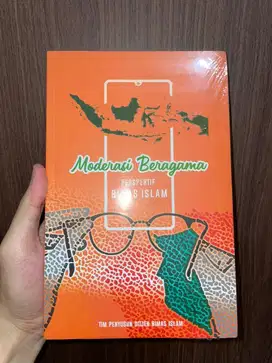 Moderasi Beragama
PERSPEKTIF
BIMAS ISLAM
TIM PENYUSUN DITJEN BIMAS ISLAM